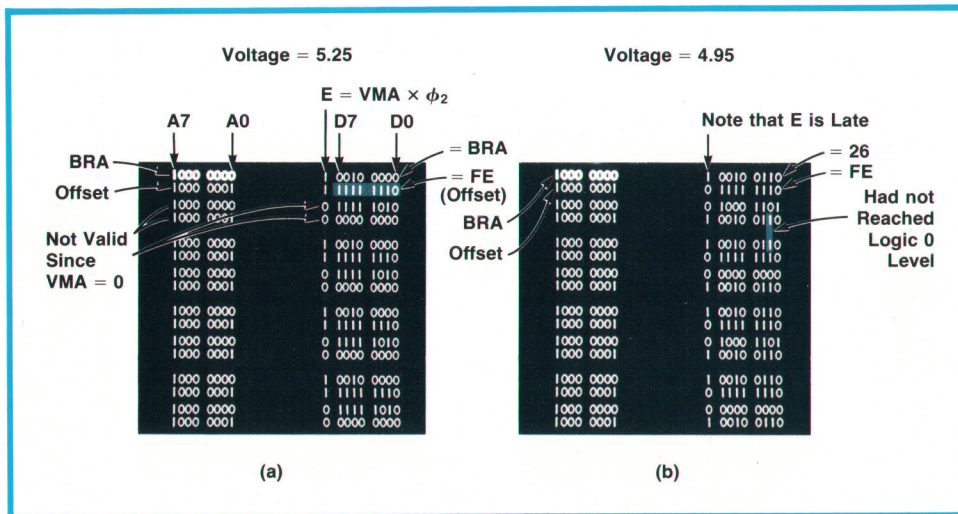 Voltage = 5.25
E = VMA × ϕ2
A7 A0 D7 D0
BRA
Offset
Not Valid
Since
VMA = 0
= BRA
= FE
(Offset)
1000 0000 1 0010 0000
1000 0001 1 1111 1110
1000 0000 0 1111 1010
1000 0001 0 0000 0000
1000 0000 1 0010 0000
1000 0001 1 1111 1110
1000 0000 0 1111 1010
1000 0001 0 0000 0000
1000 0000 1 0010 0000
1000 0001 0 1111 1110
1000 0000 0 1111 1010
1000 0001 0 0000 0000
1000 0000 1 0010 0000
1000 0001 1 1111 1110
1000 0000 0 1111 1010
1000 0001 0 0000 0000
(a)
Voltage = 4.95
Note that E is Late
BRA
Offset
= 26
= FE
Had not
Reached
Logic 0
Level
1000 0000 1 0010 0110
1000 0001 0 1111 1110
1000 0000 0 0000 1101
1000 0001 1 0010 0110
1000 0000 1 0010 0110
1000 0001 0 1111 1110
1000 0000 0 0000 0000
1000 0001 1 0010 0110
1000 0000 1 0010 0110
1000 0001 0 1111 1110
1000 0000 0 1000 1101
1000 0001 1 0010 0110
1000 0000 1 0010 0110
1000 0001 0 1111 1110
1000 0000 0 0000 0000
1000 0001 1 0010 0110
(b)